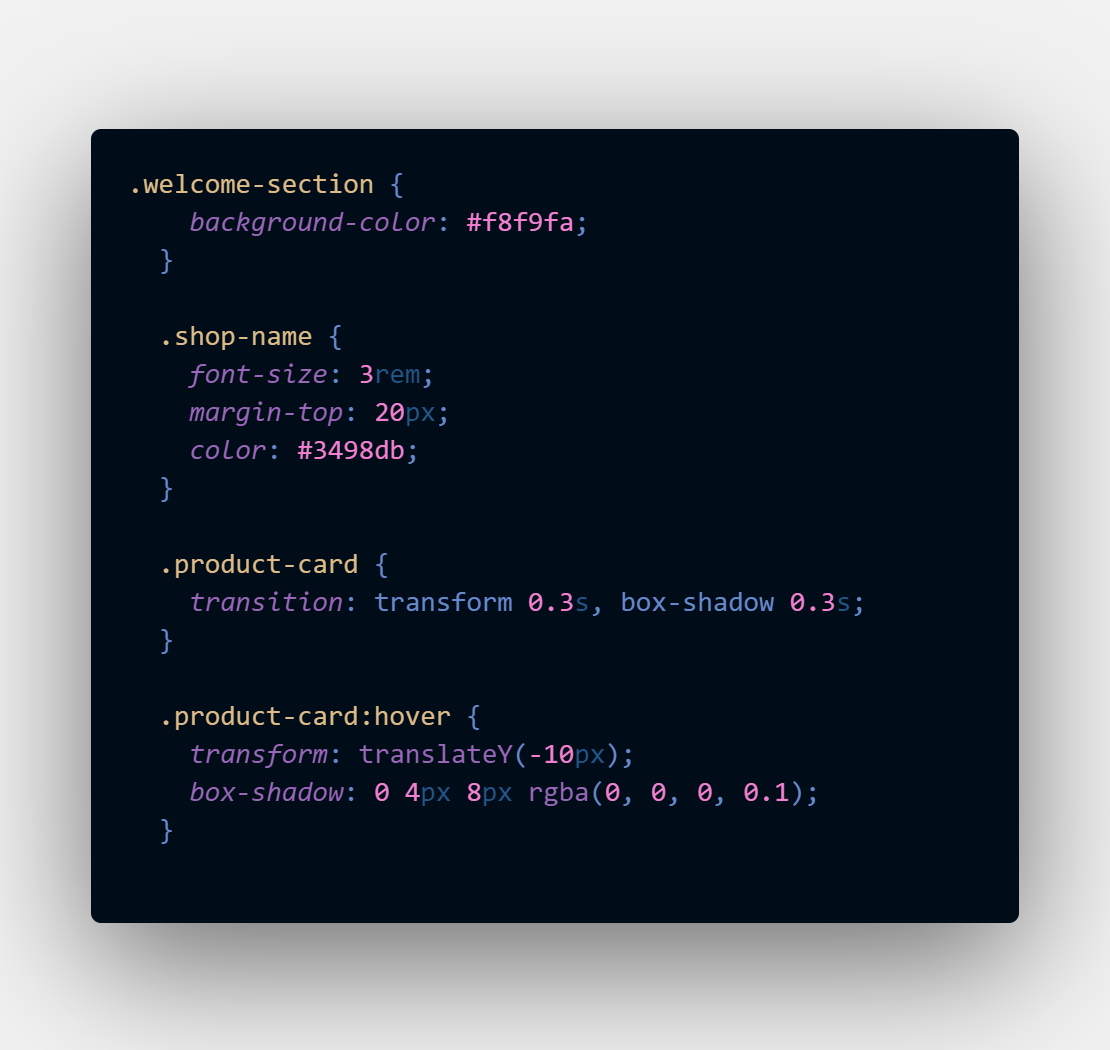 .welcome-section {
    background-color: #f8f9fa;
  }

  .shop-name {
    font-size: 3rem;
    margin-top: 20px;
    color: #3498db;
  }

  .product-card {
    transition: transform 0.3s, box-shadow 0.3s;
  }

  .product-card:hover {
    transform: translateY(-10px);
    box-shadow: 0 4px 8px rgba(0, 0, 0, 0.1);
  }